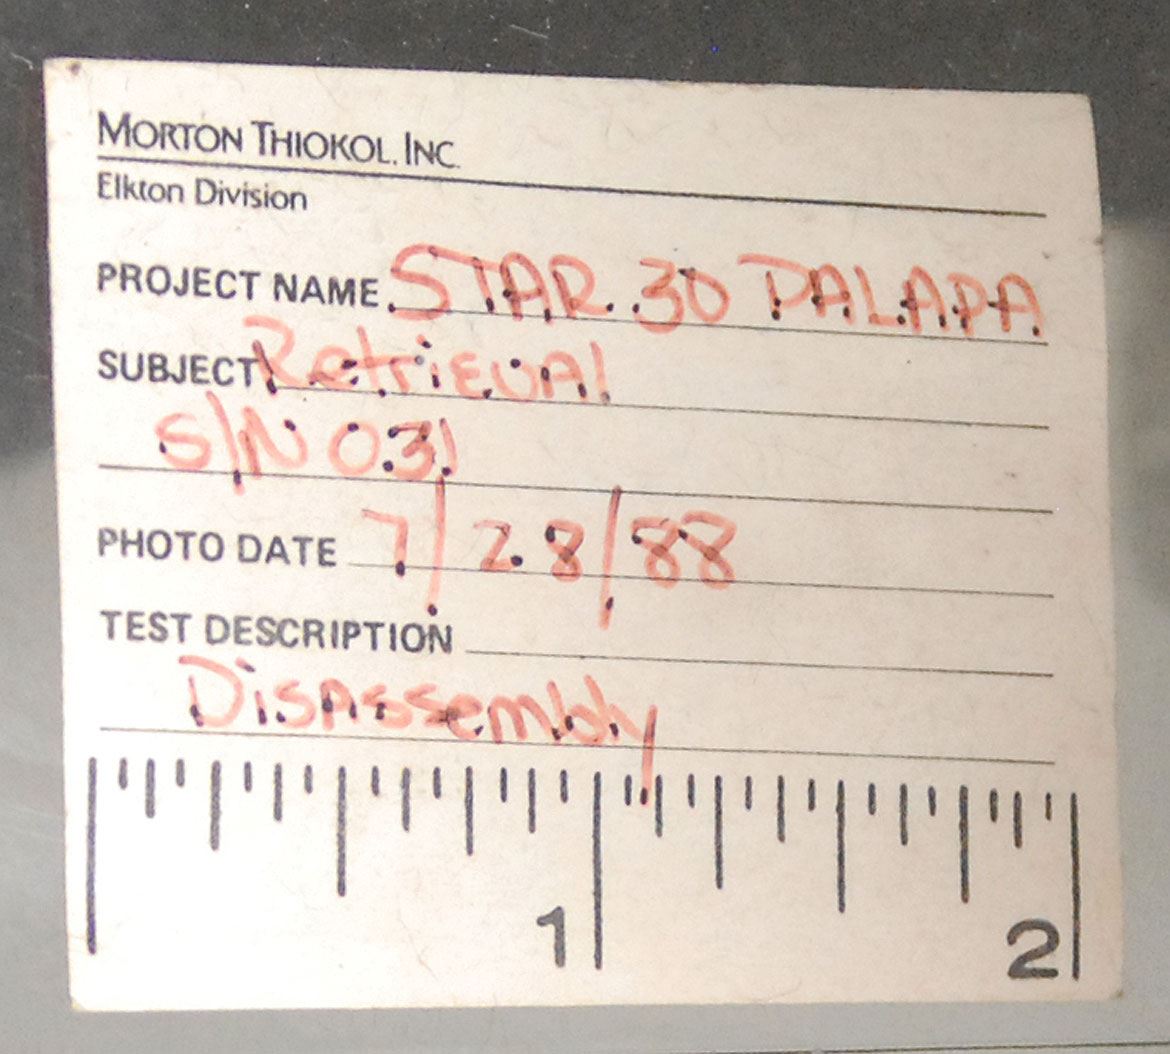 MORTON THIOKOL, INC.
Elkton Division
PROJECT NAME STAR 30 PALAPA
SUBJECT RetriEVAl
S/N 031
PHOTO DATE 7/28/88
TEST DESCRIPTION
DisAssembly
1 2